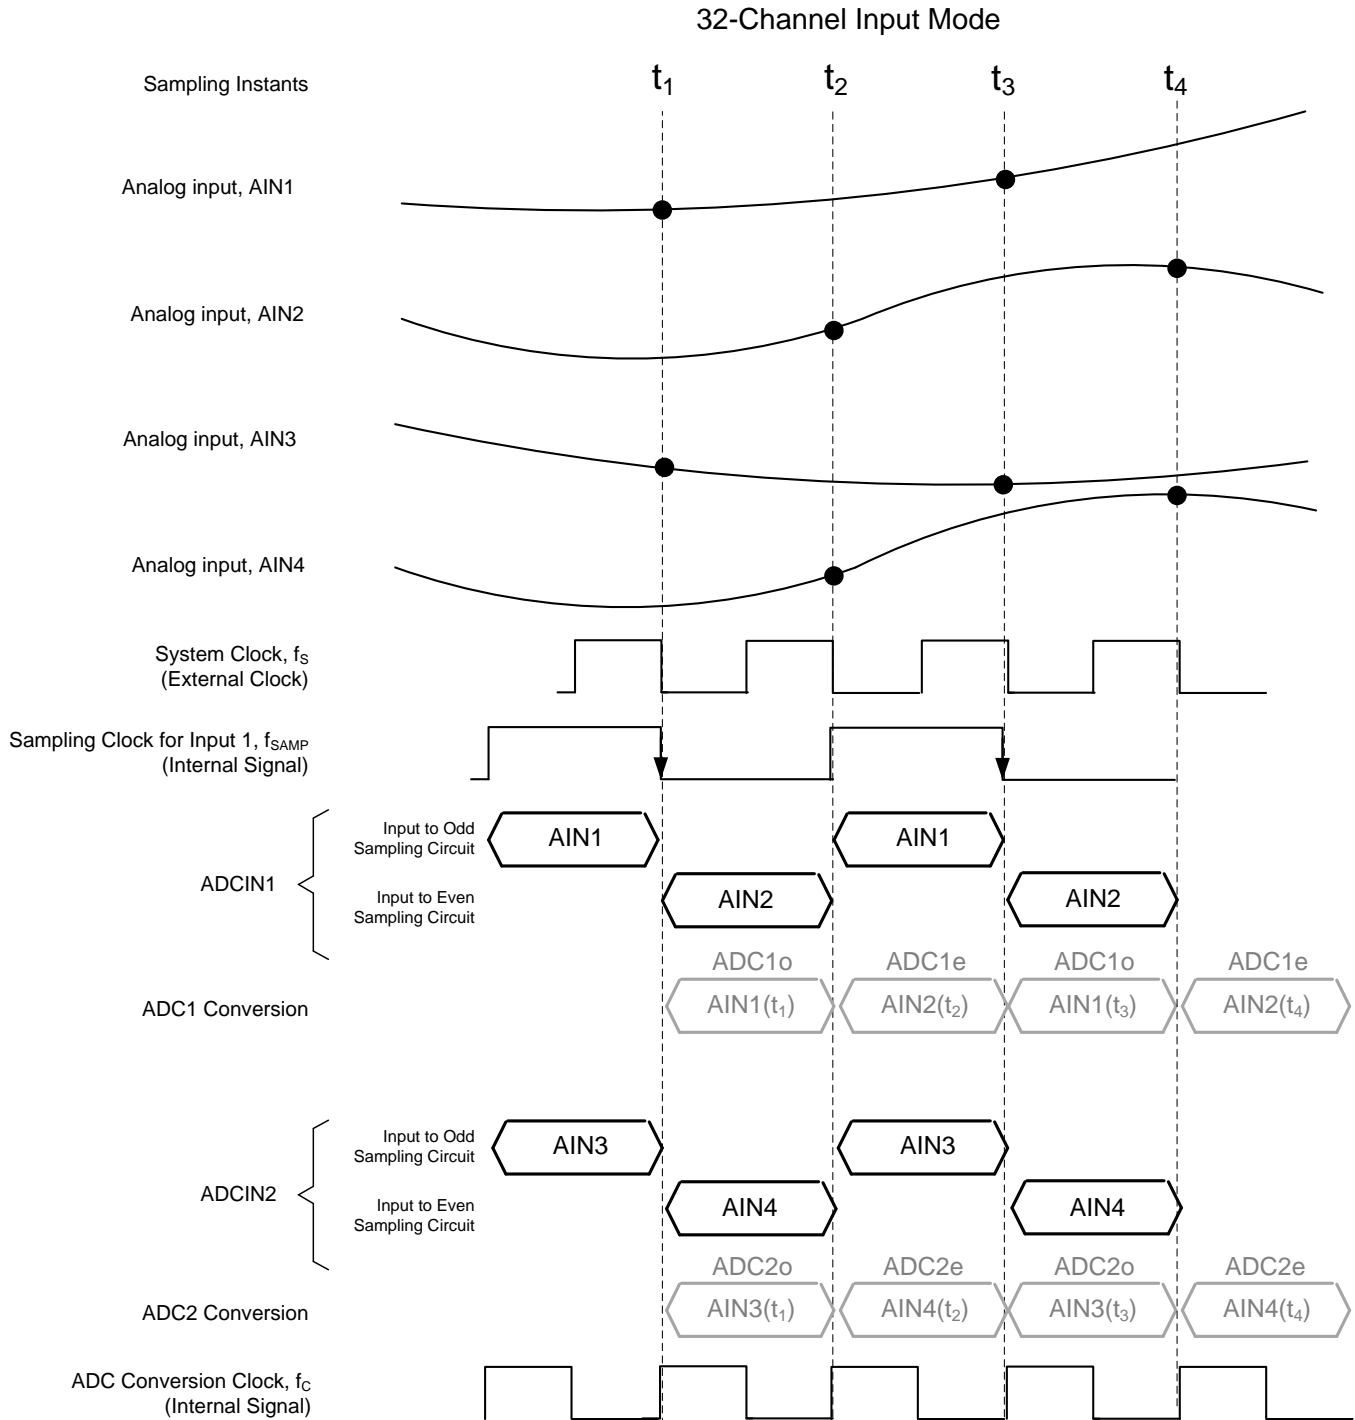 32-Channel Input Mode
Sampling Instants t1 t2 t3 t4
Analog input, AIN1
Analog input, AIN2
Analog input, AIN3
Analog input, AIN4
System Clock, fS
(External Clock)
Sampling Clock for Input 1, fSAMP
(Internal Signal)
ADCIN1
Input to Odd
Sampling Circuit
AIN1 AIN1
Input to Even
Sampling Circuit
AIN2 AIN2
ADC1o ADC1e ADC1o ADC1e
ADC1 Conversion
AIN1(t1) AIN2(t2) AIN1(t3) AIN2(t4)
ADCIN2
Input to Odd
Sampling Circuit
AIN3 AIN3
Input to Even
Sampling Circuit
AIN4 AIN4
ADC2o ADC2e ADC2o ADC2e
ADC2 Conversion
AIN3(t1) AIN4(t2) AIN3(t3) AIN4(t4)
ADC Conversion Clock, fC
(Internal Signal)